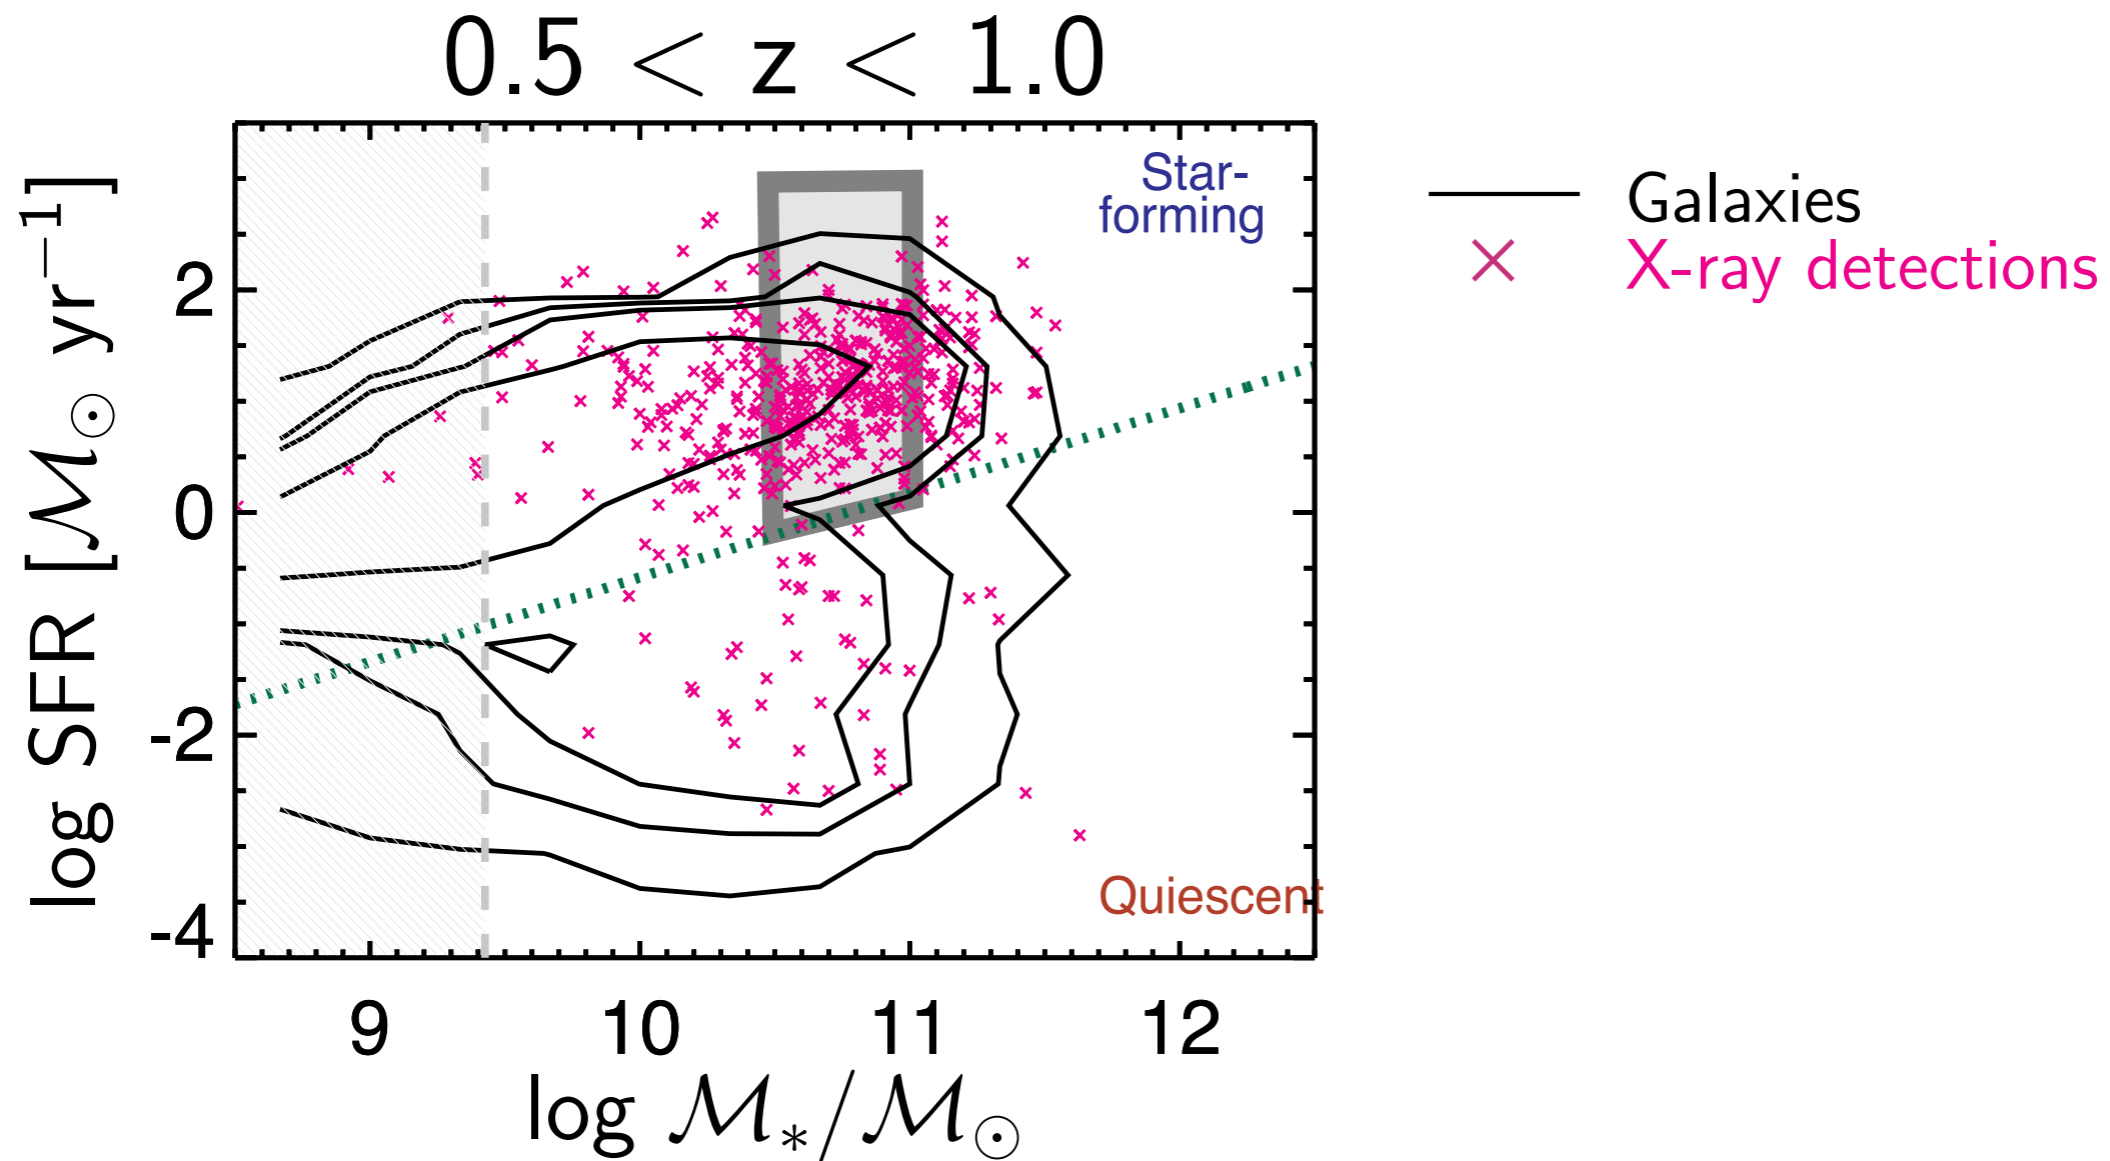 0.5 < z < 1.0
Star-
forming
Galaxies
X-ray detections
log SFR [ℳ⊙ yr⁻¹]
2
0
-2
-4
Quiescent
9 10 11 12
log ℳ*/ℳ⊙